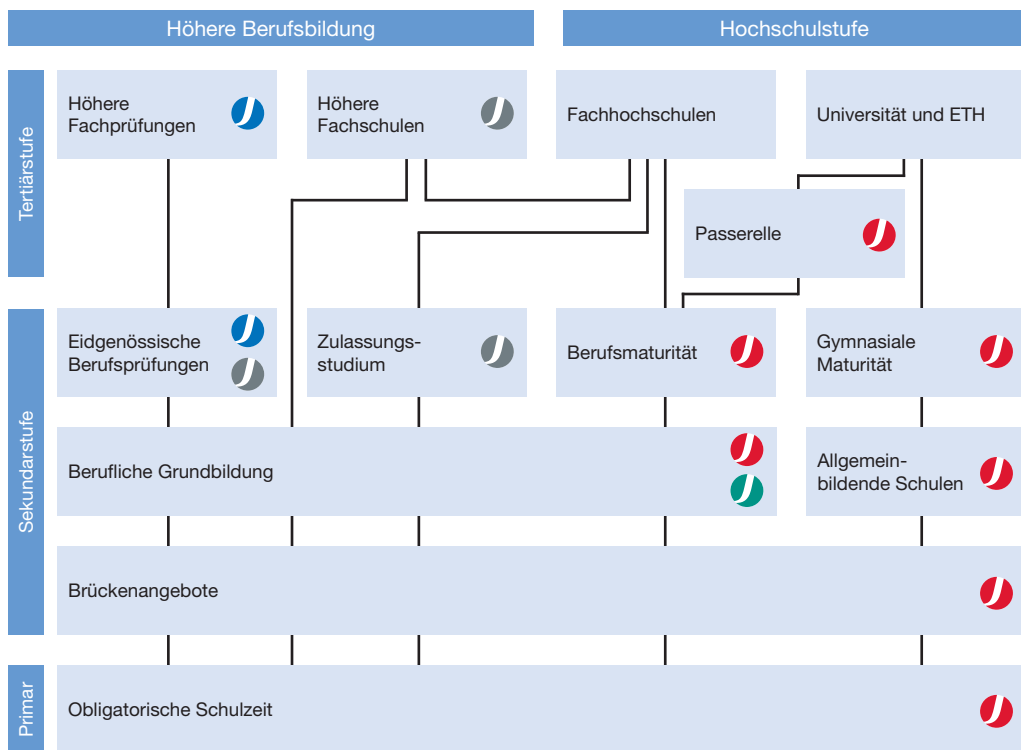 Höhere Berufsbildung
Hochschulstufe
Tertiärstufe
Höhere
Fachprüfungen
Höhere
Fachschulen
Fachhochschulen
Universität und ETH
Passerelle
Sekundarstufe
Eidgenössische
Berufsprüfungen
Zulassungs-
studium
Berufsmaturität
Gymnasiale
Maturität
Berufliche Grundbildung
Allgemein-
bildende Schulen
Brückenangebote
Primar
Obligatorische Schulzeit